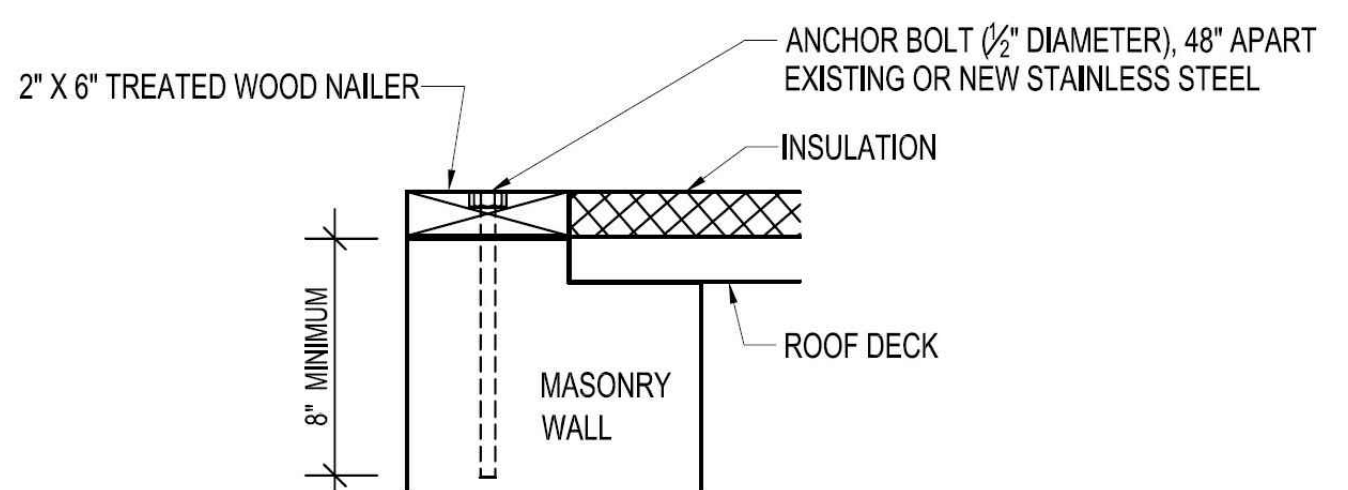 ANCHOR BOLT (½" DIAMETER), 48" APART
EXISTING OR NEW STAINLESS STEEL
2" X 6" TREATED WOOD NAILER
INSULATION
8" MINIMUM
ROOF DECK
MASONRY
WALL